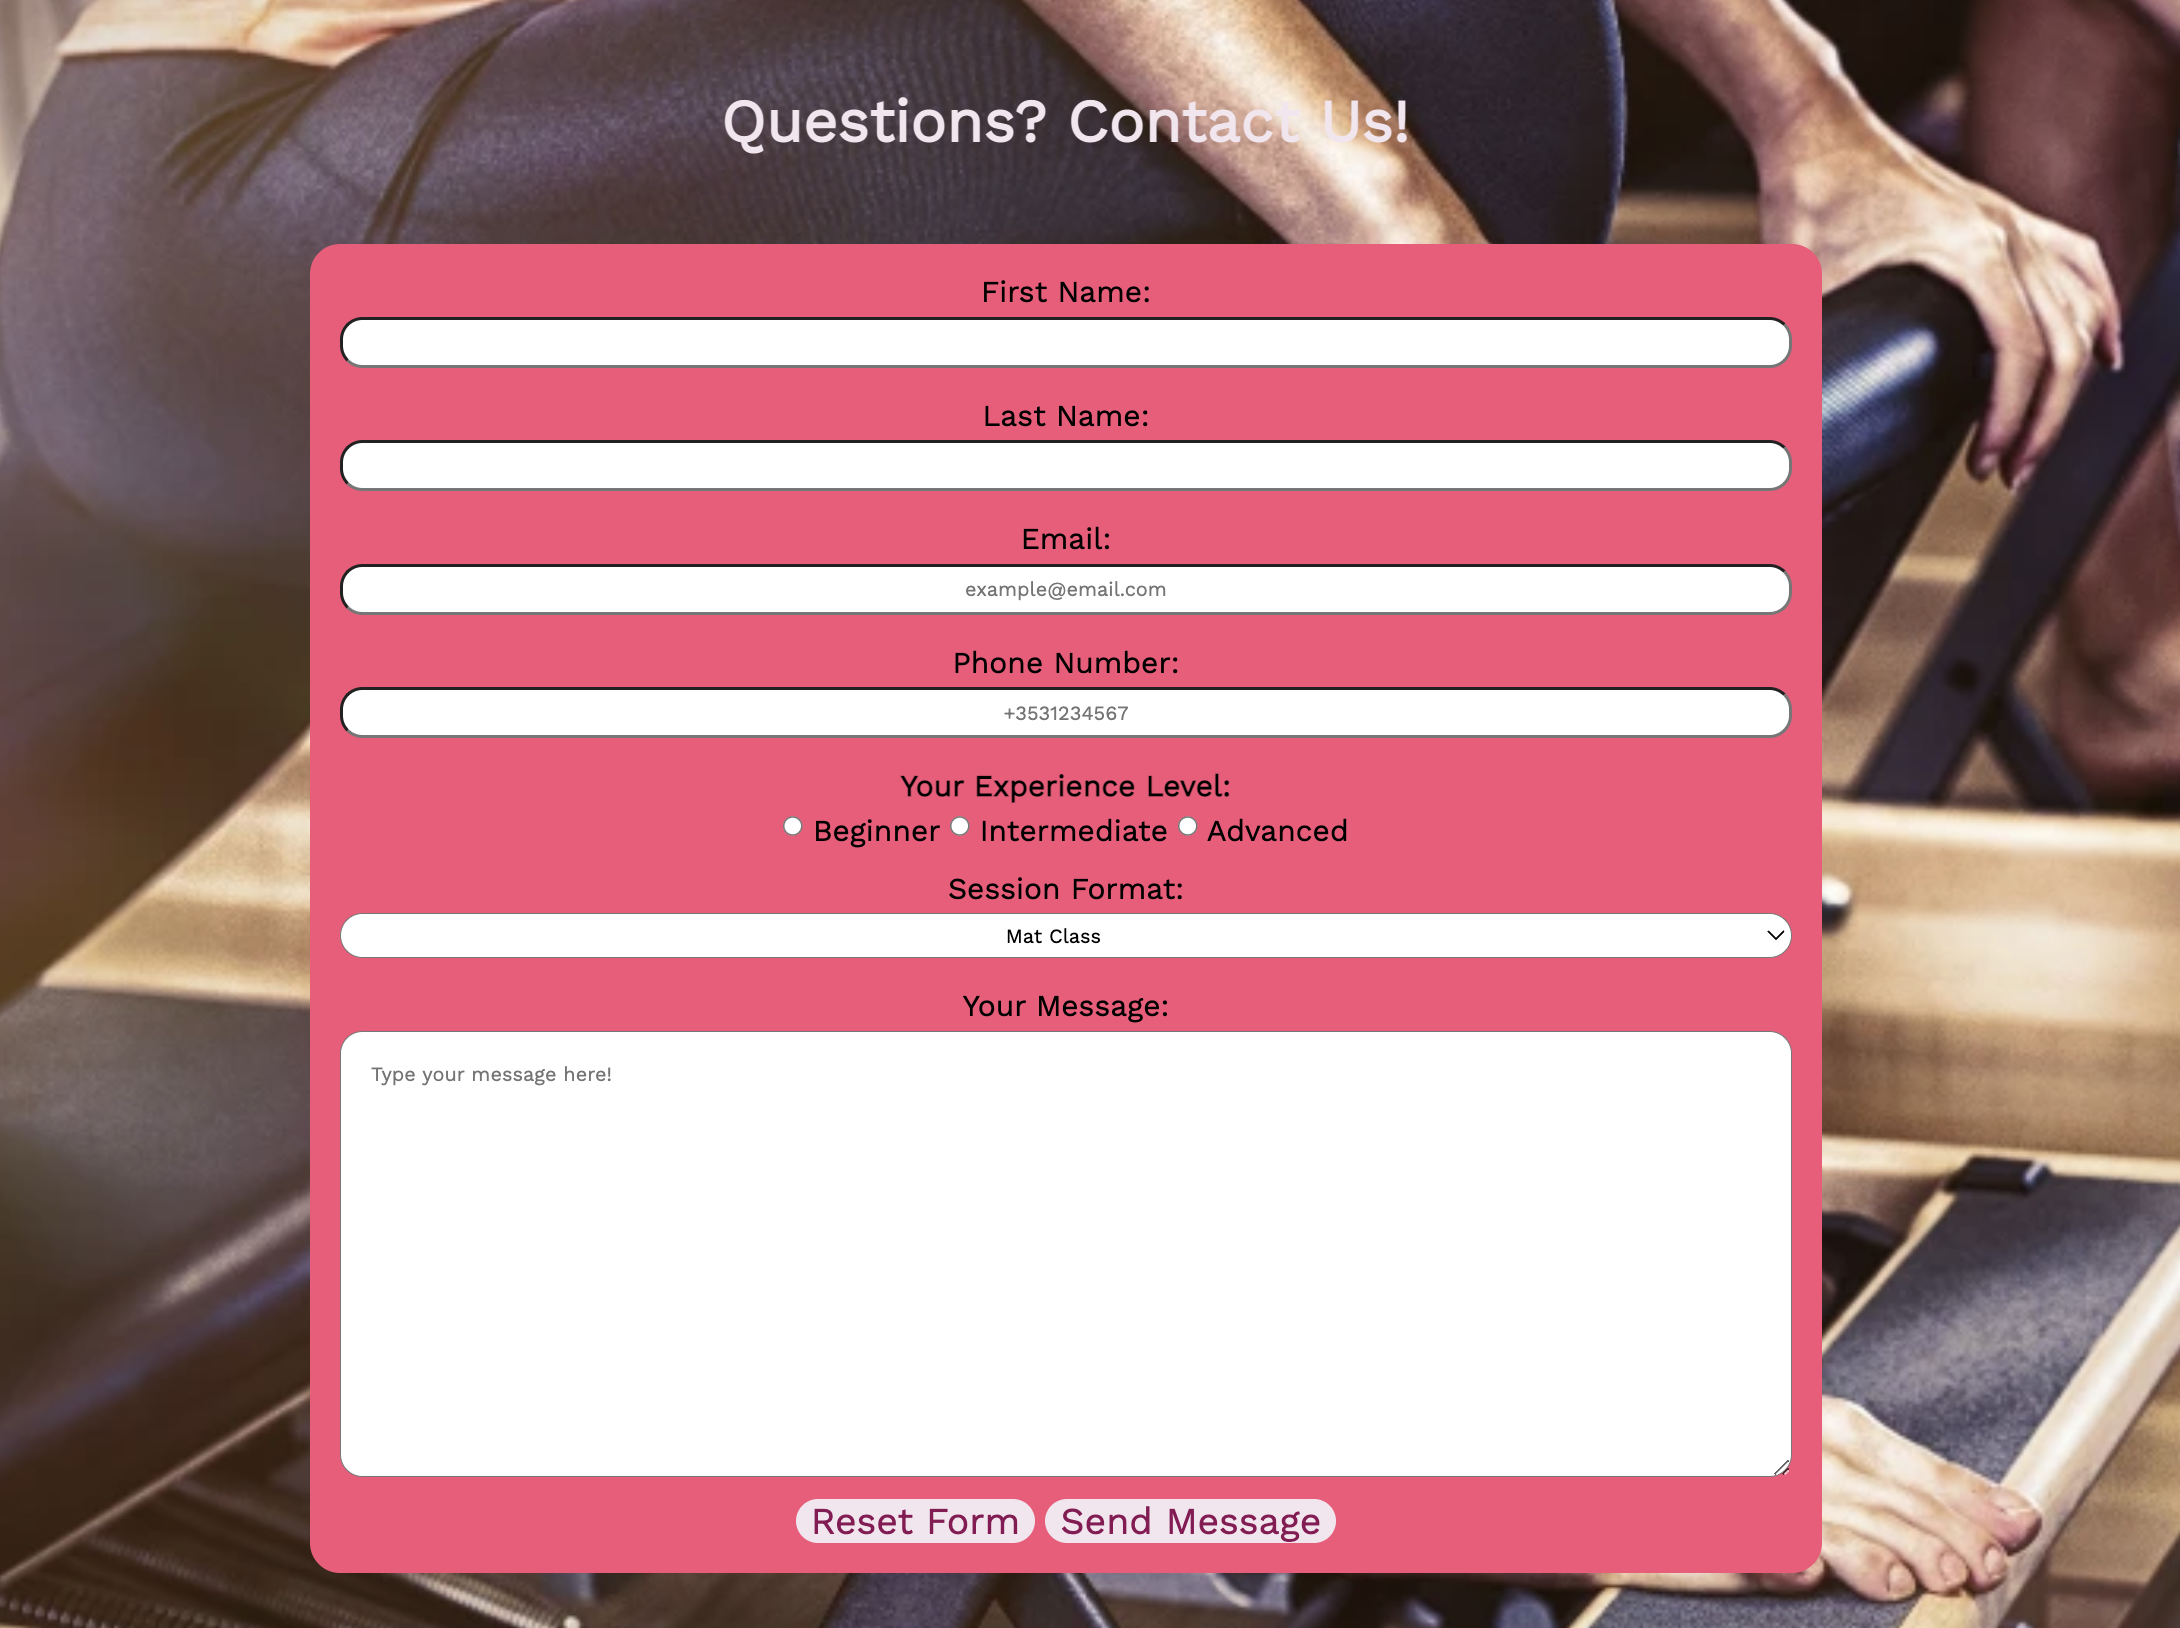 Questions? Contact Us!
First Name:
Last Name:
Email:
example@email.com
Phone Number:
+3531234567
Your Experience Level:
Beginner Intermediate Advanced
Session Format:
Mat Class
Your Message:
Type your message here!
Reset Form Send Message